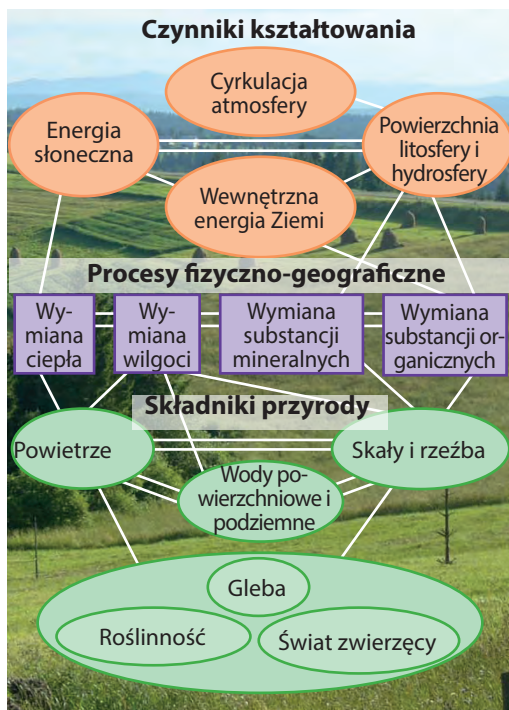 Czynniki kształtowania
Cyrkulacja
atmosfery
Energia
słoneczna
Powierzchnia
litosfery i
hydrosfery
Wewnętrzna
energia Ziemi
Procesy fizyczno-geograficzne
Wy-
miana
ciepła
Wy-
miana
wilgoci
Wymiana
substancji
mineralnych
Wymiana
substancji or-
ganicznych
Składniki przyrody
Powietrze
Skały i rzeźba
Wody po-
wierzchniowe i
podziemne
Gleba
Roślinność
Świat zwierzęcy